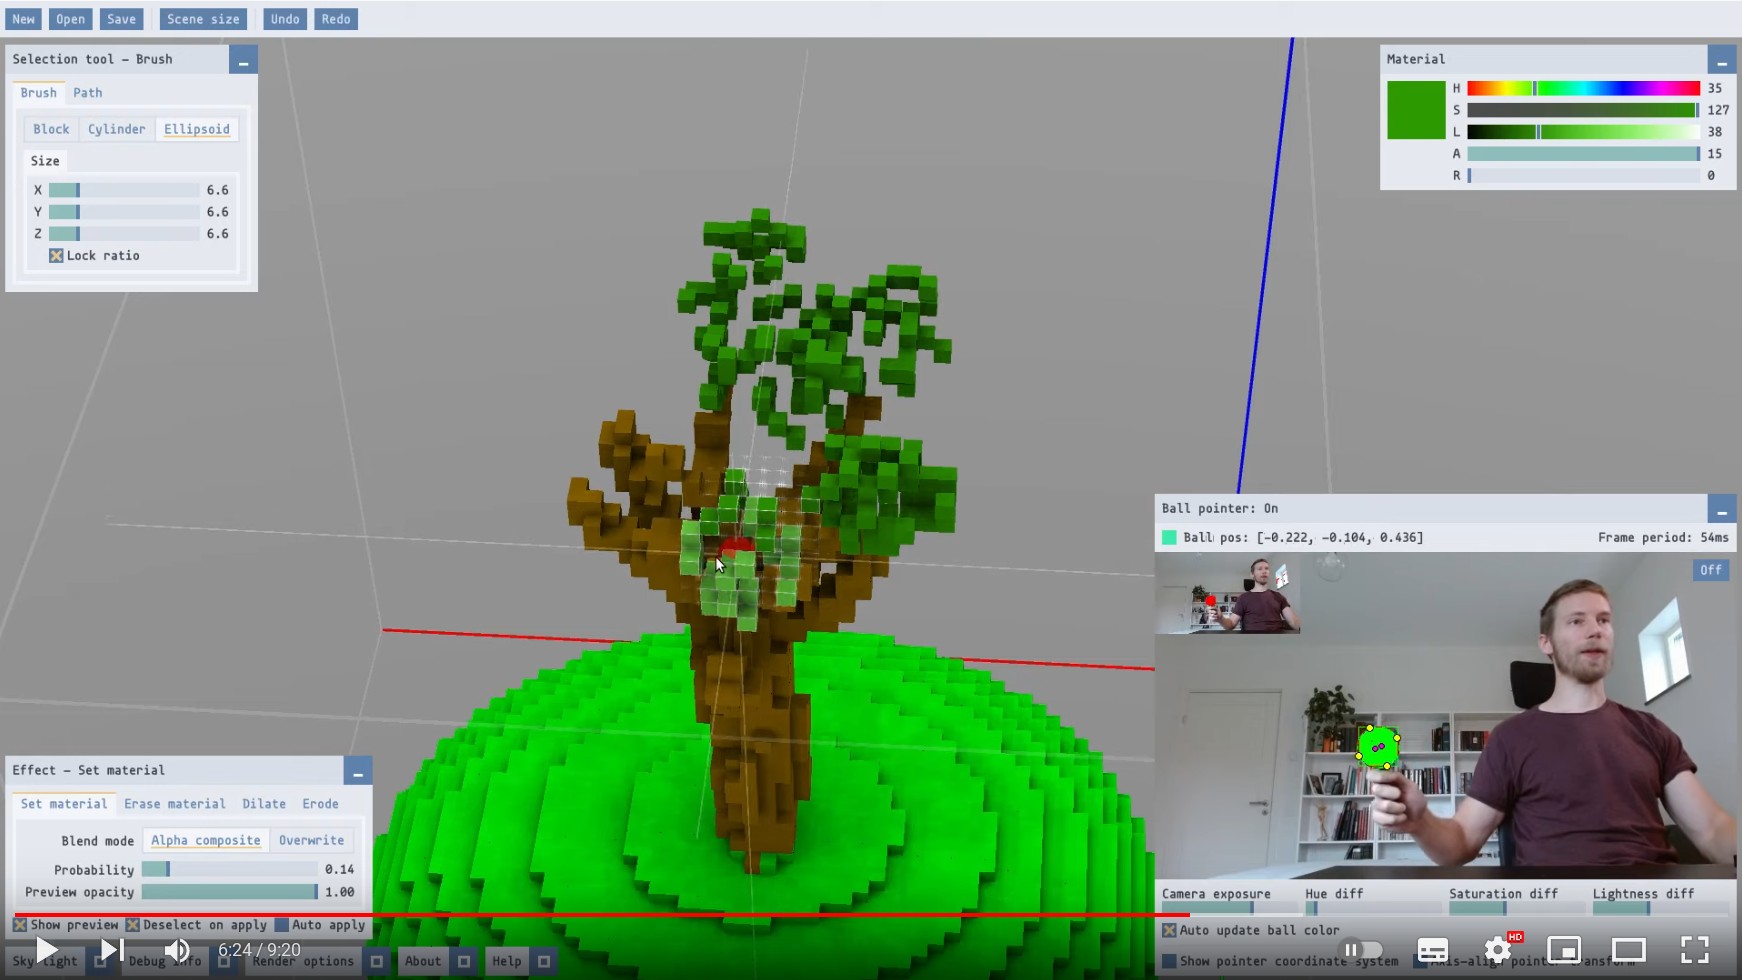 New Open Save Scene size Undo Redo
Selection tool - Brush
Brush Path
Block Cylinder Ellipsoid
Size
X 6.6
Y 6.6
Z 6.6
Lock ratio
Material
H 35
S 127
L 38
A 15
R 0
Ball pointer: On
Ball pos: [-0.222, -0.104, 0.436] Frame period: 54ms
Off
Camera exposure Hue diff Saturation diff Lightness diff
Auto update ball color
Show pointer coordinate system Axis-align pointer transform
Effect - Set material
Set material Erase material Dilate Erode
Blend mode Alpha composite Overwrite
Probability 0.14
Preview opacity 1.00
Show preview Deselect on apply Auto apply
6:24 / 9:20
HD
Sky light Debug info Render options About Help